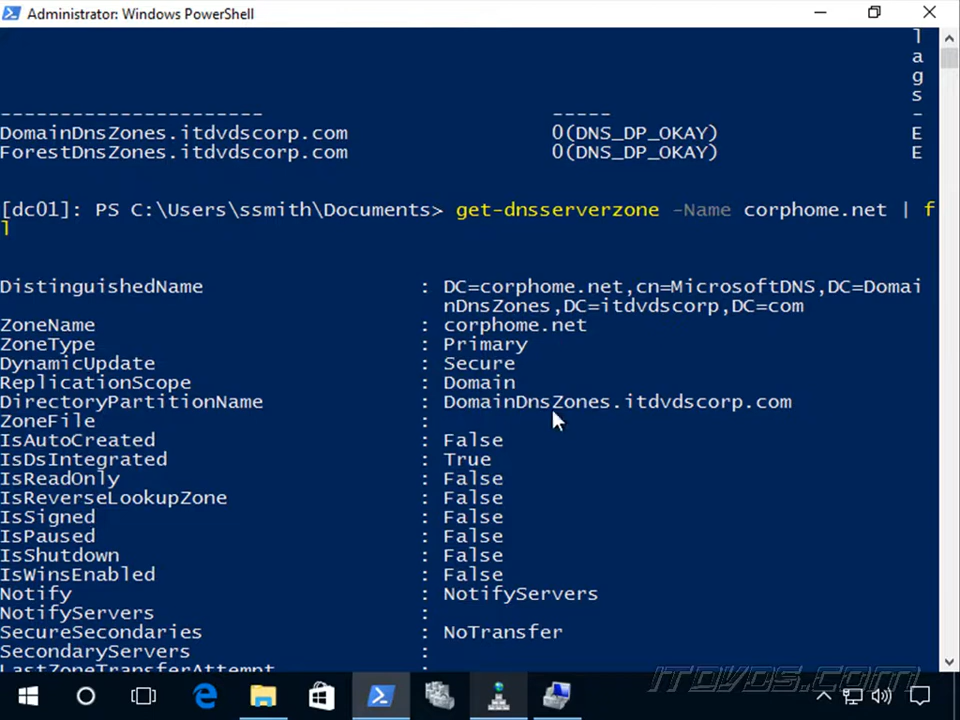 Administrator: Windows PowerShell
l
a
g
s
---------------------- ----- -
DomainDnsZones.itdvdscorp.com 0(DNS_DP_OKAY) E
ForestDnsZones.itdvdscorp.com 0(DNS_DP_OKAY) E
[dc01]: PS C:\Users\ssmith\Documents> get-dnsserverzone -Name corphome.net | f
l
DistinguishedName : DC=corphome.net,cn=MicrosoftDNS,DC=Domai
nDnsZones,DC=itdvdscorp,DC=com
ZoneName : corphome.net
ZoneType : Primary
DynamicUpdate : Secure
ReplicationScope : Domain
DirectoryPartitionName : DomainDnsZones.itdvdscorp.com
ZoneFile :
IsAutoCreated : False
IsDsIntegrated : True
IsReadOnly : False
IsReverseLookupZone : False
IsSigned : False
IsPaused : False
IsShutdown : False
IsWinsEnabled : False
Notify : NotifyServers
NotifyServers :
SecureSecondaries : NoTransfer
SecondaryServers :
LastZoneTransferAttempt :
ITDVDS.COM